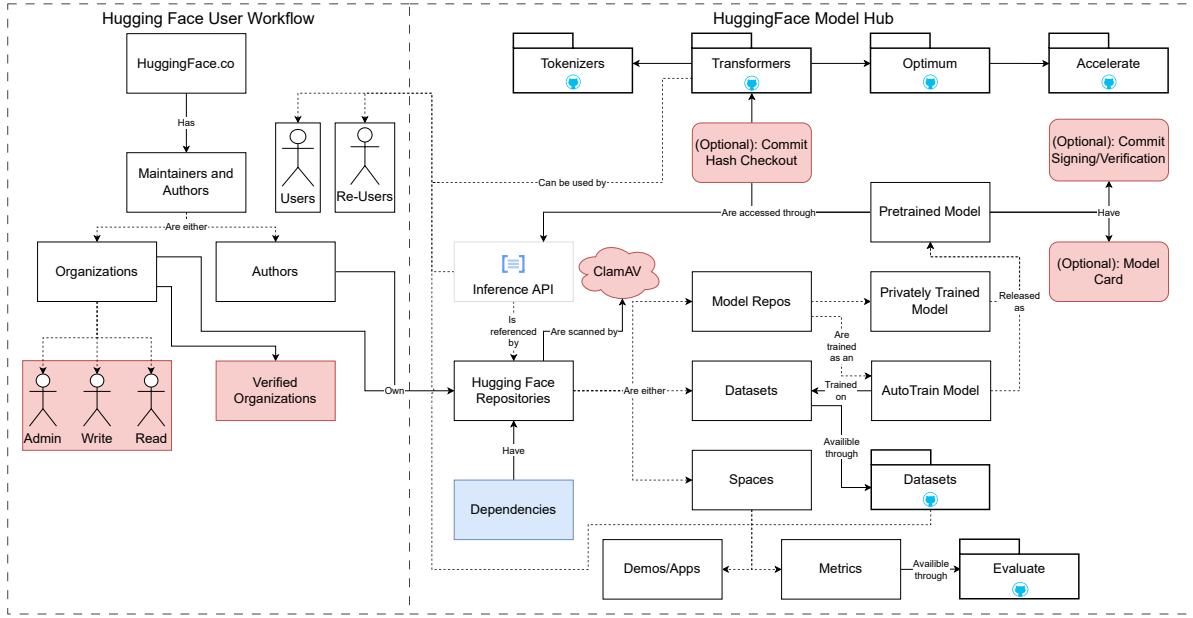 Hugging Face User Workflow
HuggingFace Model Hub
HuggingFace.co
Tokenizers
Transformers
Optimum
Accelerate
Has
Maintainers and
Authors
Users
Re-Users
(Optional): Commit
Hash Checkout
(Optional): Commit
Signing/Verification
Can be used by
Are either
Are accessed through
Pretrained Model
Have
Organizations
Authors
Inference API
ClamAV
(Optional): Model
Card
Model Repos
Privately Trained
Model
Released
as
Is
referenced
by
Are scanned by
Are
trained
as an
Admin
Write
Read
Verified
Organizations
Own
Hugging Face
Repositories
Are either
Datasets
Trained
on
AutoTrain Model
Have
Availible
through
Dependencies
Spaces
Datasets
Demos/Apps
Metrics
Availible
through
Evaluate